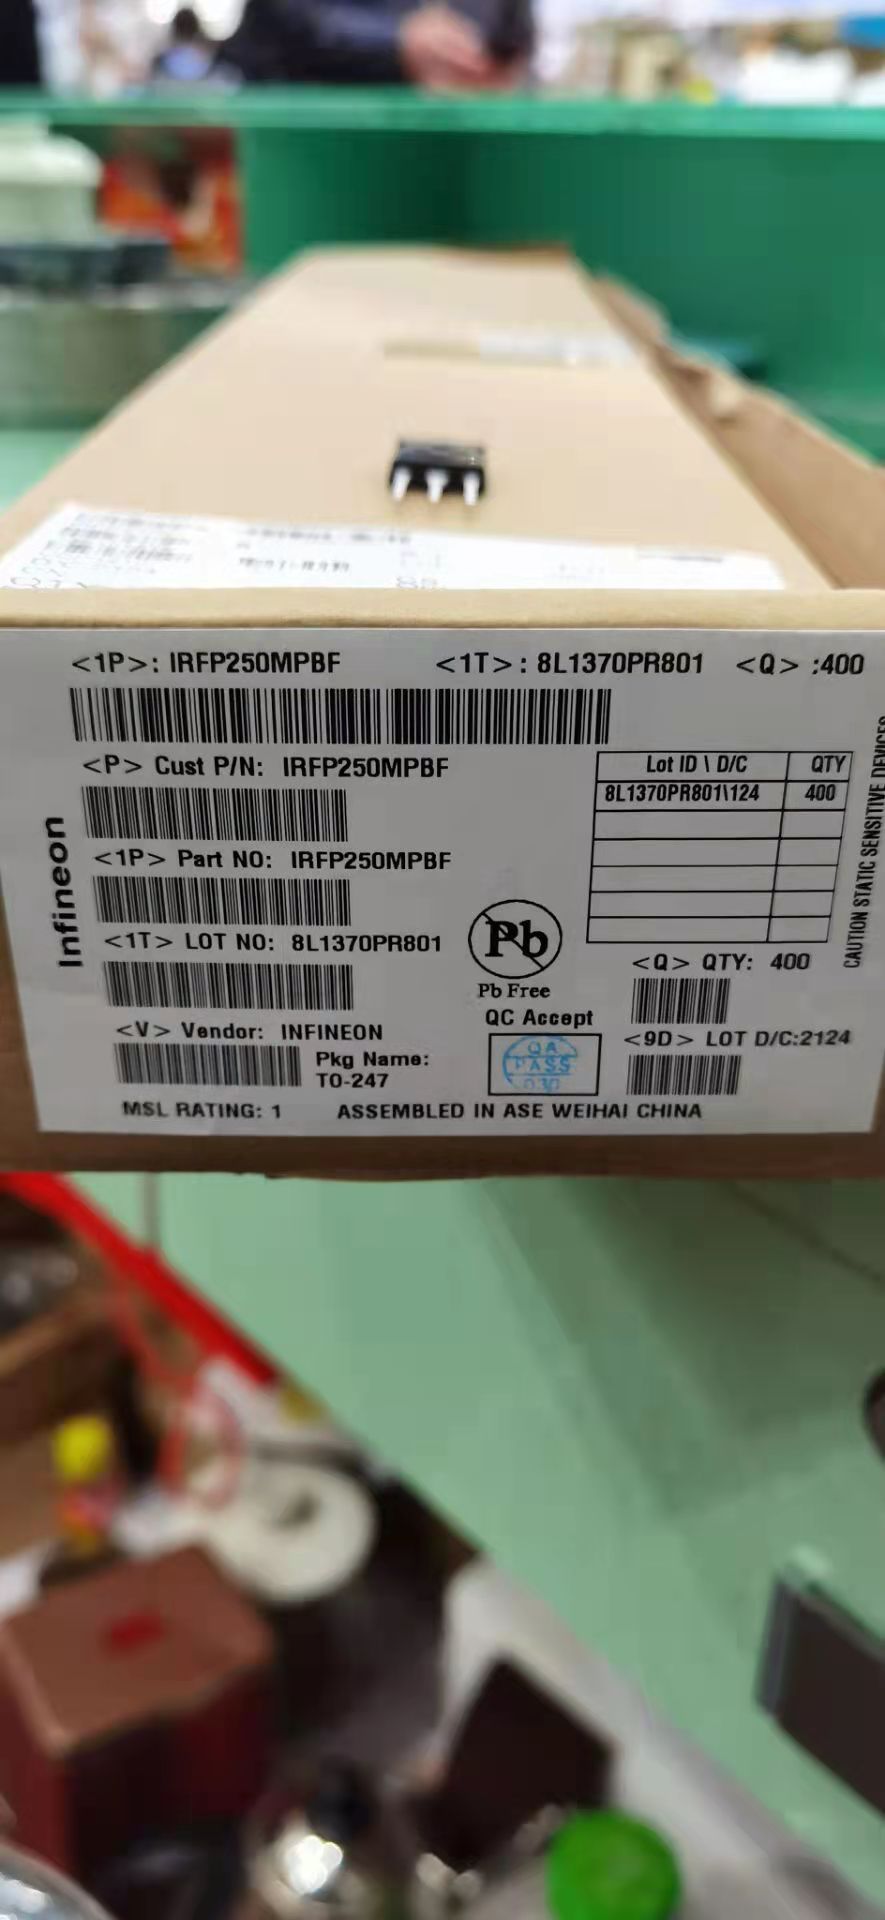 <1P>: IRFP250MPBF <1T>: 8L1370PR801 <Q> :400
<P> Cust P/N: IRFP250MPBF
Lot ID \ D/C QTY
8L1370PR801\124 400
<1P> Part NO: IRFP250MPBF
Infineon
CAUTION STATIC SENSITIVE DEVICES
<1T> LOT NO: 8L1370PR801
Pb
Pb Free
<Q> QTY: 400
<V> Vendor: INFINEON
QC Accept
<9D> LOT D/C:2124
Pkg Name:
TO-247
QA
PASS
MSL RATING: 1 ASSEMBLED IN ASE WEIHAI CHINA